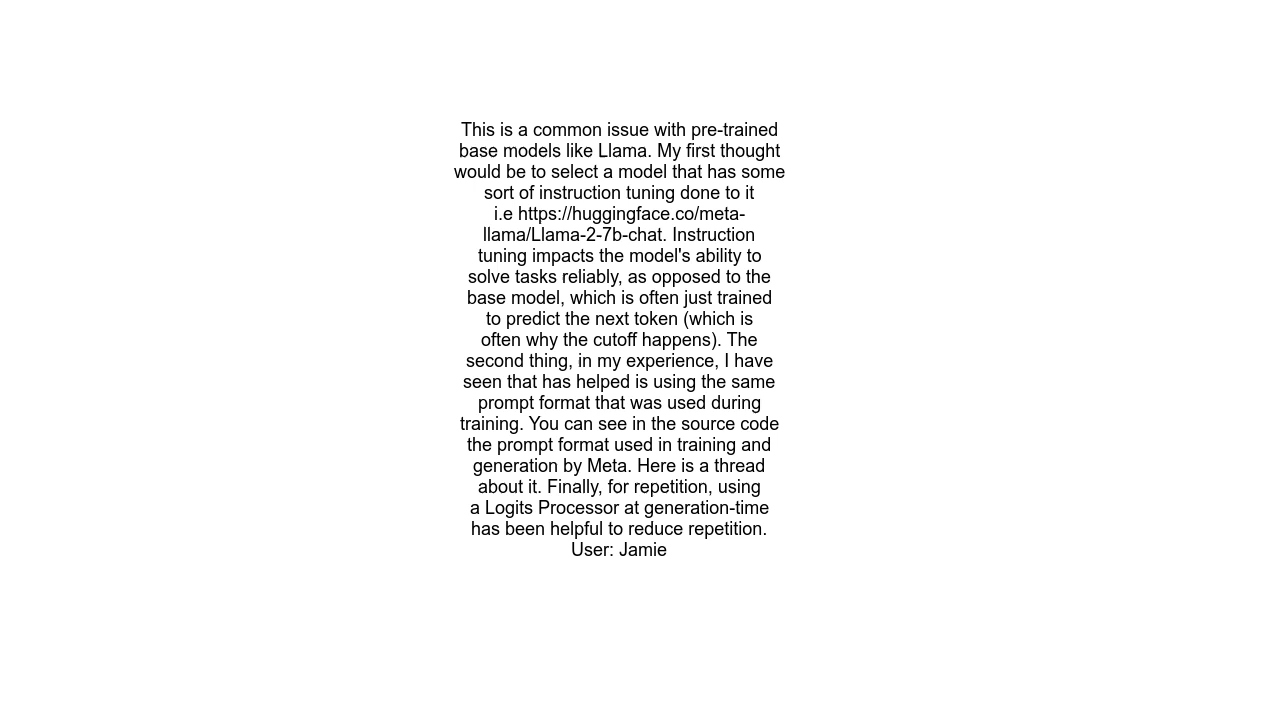 This is a common issue with pre-trained
base models like Llama. My first thought
would be to select a model that has some
sort of instruction tuning done to it
i.e https://huggingface.co/meta-
llama/Llama-2-7b-chat. Instruction
tuning impacts the model's ability to
solve tasks reliably, as opposed to the
base model, which is often just trained
to predict the next token (which is
often why the cutoff happens). The
second thing, in my experience, I have
seen that has helped is using the same
prompt format that was used during
training. You can see in the source code
the prompt format used in training and
generation by Meta. Here is a thread
about it. Finally, for repetition, using
a Logits Processor at generation-time
has been helpful to reduce repetition.
User: Jamie